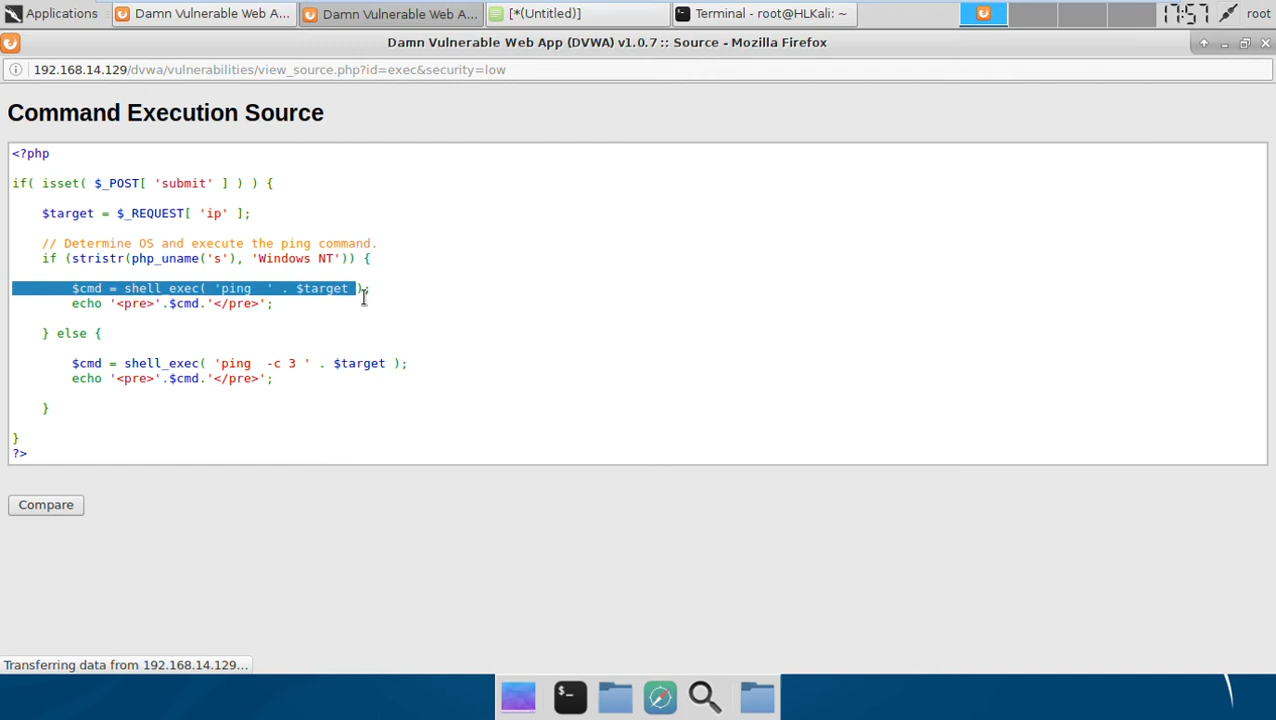 Applications
Damn Vulnerable Web A...
Damn Vulnerable Web A...
[*(Untitled)]
Terminal - root@HLKali: ~
17:57
root
Damn Vulnerable Web App (DVWA) v1.0.7 :: Source - Mozilla Firefox
192.168.14.129/dvwa/vulnerabilities/view_source.php?id=exec&security=low
Command Execution Source
<?php
if( isset( $_POST[ 'submit' ] ) ) {
$target = $_REQUEST[ 'ip' ];
// Determine OS and execute the ping command.
if (stristr(php_uname('s'), 'Windows NT')) {
$cmd = shell_exec( 'ping  ' . $target );
echo '<pre>'.$cmd.'</pre>';
} else {
$cmd = shell_exec( 'ping  -c 3 ' . $target );
echo '<pre>'.$cmd.'</pre>';
}
}
?>
Compare
Transferring data from 192.168.14.129...